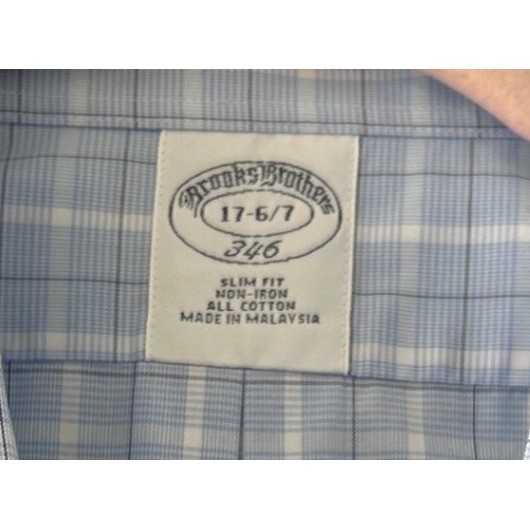 Brooks Brothers
17-6/7
346
SLIM FIT
NON-IRON
ALL COTTON
MADE IN MALAYSIA